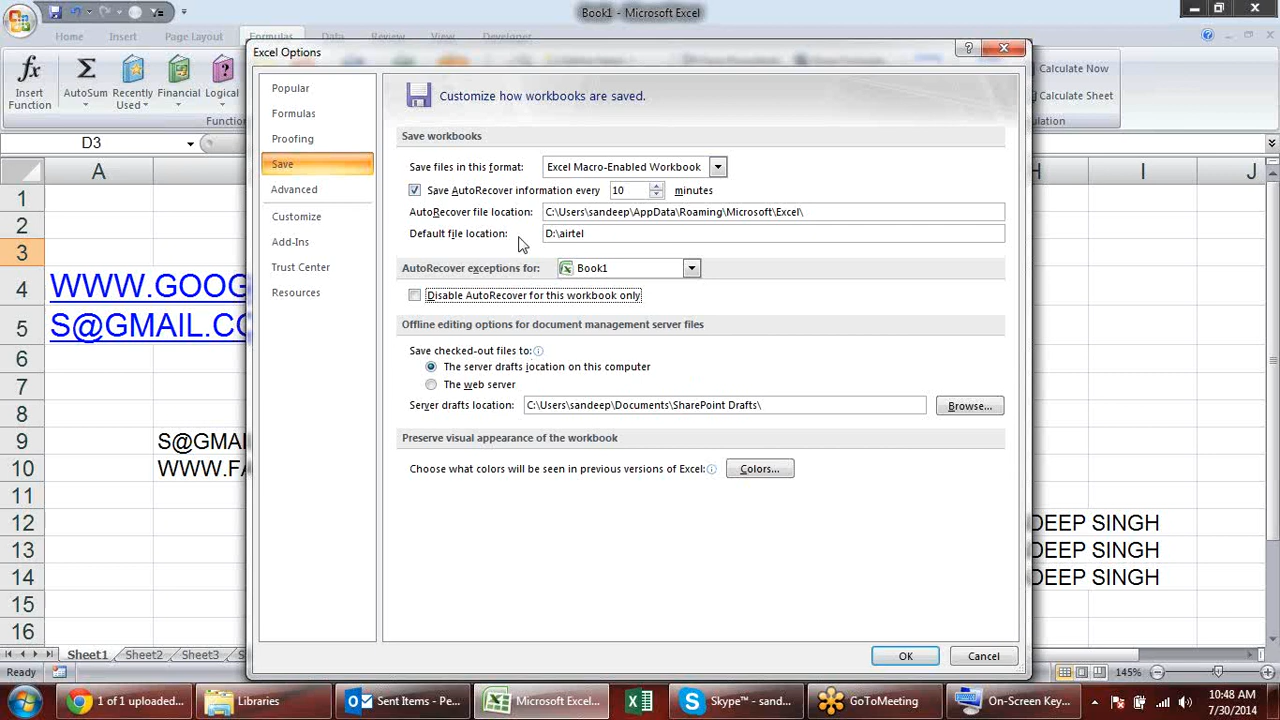 Book1 - Microsoft Excel
Home Insert Page Layout Formulas Data Review View Developer
Excel Options
Insert Function
AutoSum
Recently Used
Financial
Logical
Calculate Now
Calculate Sheet
D3
Popular
Formulas
Proofing
Save
Advanced
Customize
Add-Ins
Trust Center
Resources
Customize how workbooks are saved.
Save workbooks
Save files in this format: Excel Macro-Enabled Workbook
Save AutoRecover information every 10 minutes
AutoRecover file location: C:\Users\sandeep\AppData\Roaming\Microsoft\Excel\
Default file location: D:\airtel
AutoRecover exceptions for: Book1
Disable AutoRecover for this workbook only
Offline editing options for document management server files
Save checked-out files to:
The server drafts location on this computer
The web server
Server drafts location: C:\Users\sandeep\Documents\SharePoint Drafts\
Browse...
Preserve visual appearance of the workbook
Choose what colors will be seen in previous versions of Excel: Colors...
OK Cancel
A H I J
1
2
3
4 WWW.GOOG
5 S@GMAIL.CO
6
7
8
9 S@GMAI
10 WWW.FA
11
12 DEEP SINGH
13 DEEP SINGH
14 DEEP SINGH
15
16
Sheet1 Sheet2 Sheet3 S
Ready 145%
1 of 1 uploaded...
Libraries
Sent Items - Pe...
Microsoft Exce...
Skype™ - sand...
GoToMeeting
On-Screen Key...
10:48 AM
7/30/2014